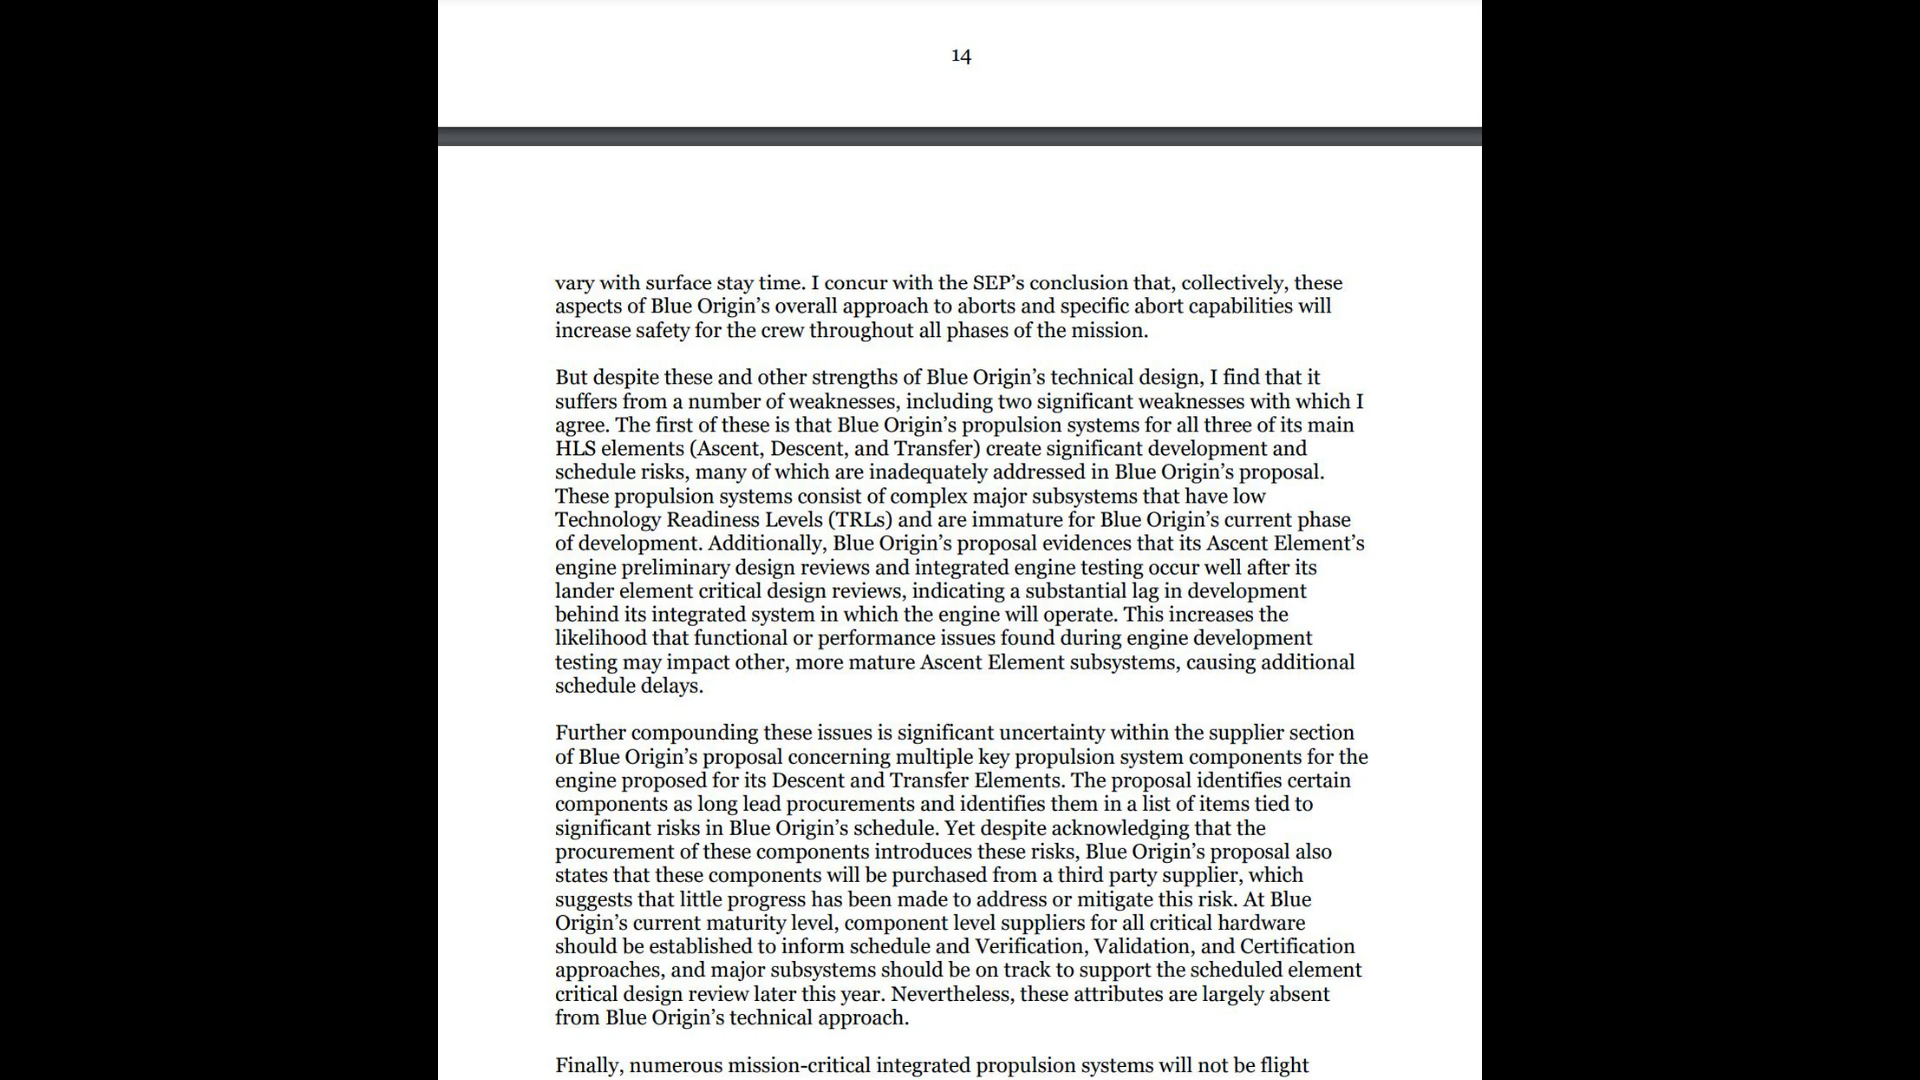 14
vary with surface stay time. I concur with the SEP’s conclusion that, collectively, these
aspects of Blue Origin’s overall approach to aborts and specific abort capabilities will
increase safety for the crew throughout all phases of the mission.
But despite these and other strengths of Blue Origin’s technical design, I find that it
suffers from a number of weaknesses, including two significant weaknesses with which I
agree. The first of these is that Blue Origin’s propulsion systems for all three of its main
HLS elements (Ascent, Descent, and Transfer) create significant development and
schedule risks, many of which are inadequately addressed in Blue Origin’s proposal.
These propulsion systems consist of complex major subsystems that have low
Technology Readiness Levels (TRLs) and are immature for Blue Origin’s current phase
of development. Additionally, Blue Origin’s proposal evidences that its Ascent Element’s
engine preliminary design reviews and integrated engine testing occur well after its
lander element critical design reviews, indicating a substantial lag in development
behind its integrated system in which the engine will operate. This increases the
likelihood that functional or performance issues found during engine development
testing may impact other, more mature Ascent Element subsystems, causing additional
schedule delays.
Further compounding these issues is significant uncertainty within the supplier section
of Blue Origin’s proposal concerning multiple key propulsion system components for the
engine proposed for its Descent and Transfer Elements. The proposal identifies certain
components as long lead procurements and identifies them in a list of items tied to
significant risks in Blue Origin’s schedule. Yet despite acknowledging that the
procurement of these components introduces these risks, Blue Origin’s proposal also
states that these components will be purchased from a third party supplier, which
suggests that little progress has been made to address or mitigate this risk. At Blue
Origin’s current maturity level, component level suppliers for all critical hardware
should be established to inform schedule and Verification, Validation, and Certification
approaches, and major subsystems should be on track to support the scheduled element
critical design review later this year. Nevertheless, these attributes are largely absent
from Blue Origin’s technical approach.
Finally, numerous mission-critical integrated propulsion systems will not be flight